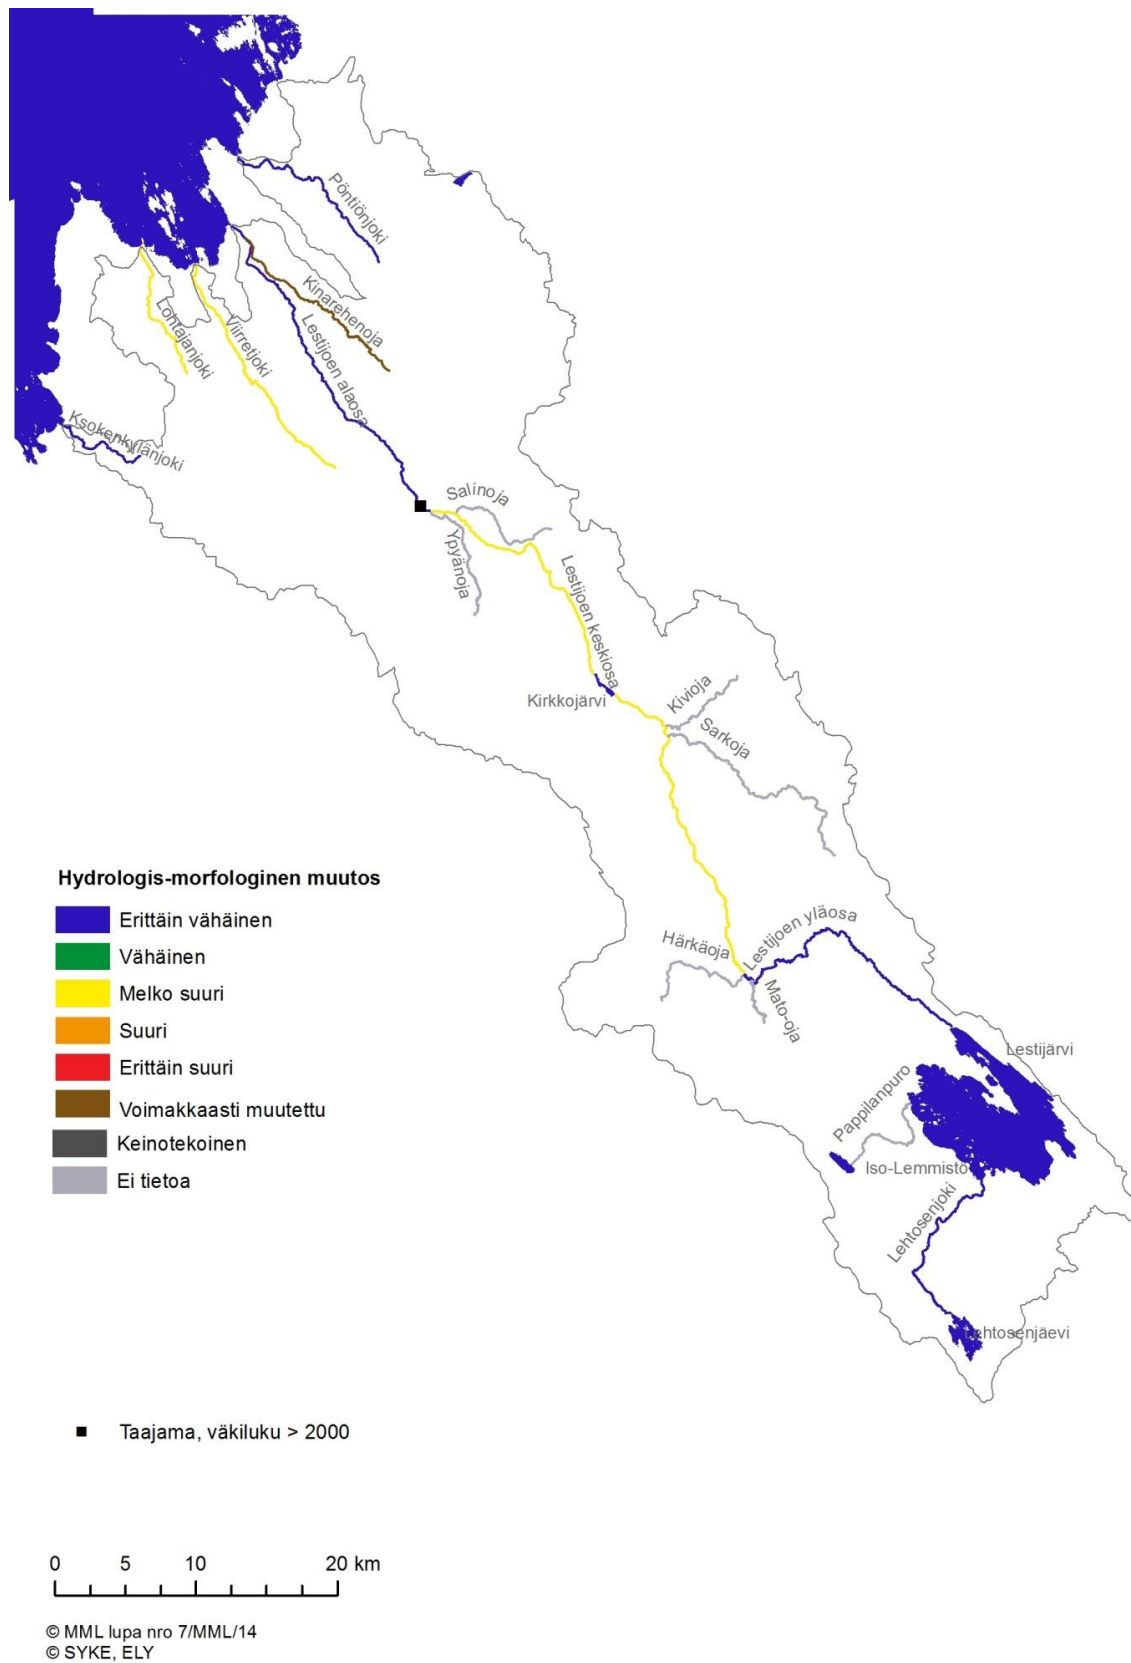 Pöntiönjoki
Kinarehenoja
Lestijoen alaosa
Lohtajanjoki
Viirretjoki
Ksokenkylänjoki
Salinoja
Ypyänoja
Lestijoen keskiosa
Kirkkojärvi
Kivioja
Sarkoja
Härkäoja
Lestijoen yläosa
Mato-oja
Lestijärvi
Pappilanpuro
Iso-Lemmisto
Lehtosenjoki
Lehtosenjäevi
Hydrologis-morfologinen muutos
Erittäin vähäinen
Vähäinen
Melko suuri
Suuri
Erittäin suuri
Voimakkaasti muutettu
Keinotekoinen
Ei tietoa
Taajama, väkiluku > 2000
0 5 10 20 km
© MML lupa nro 7/MML/14
© SYKE, ELY